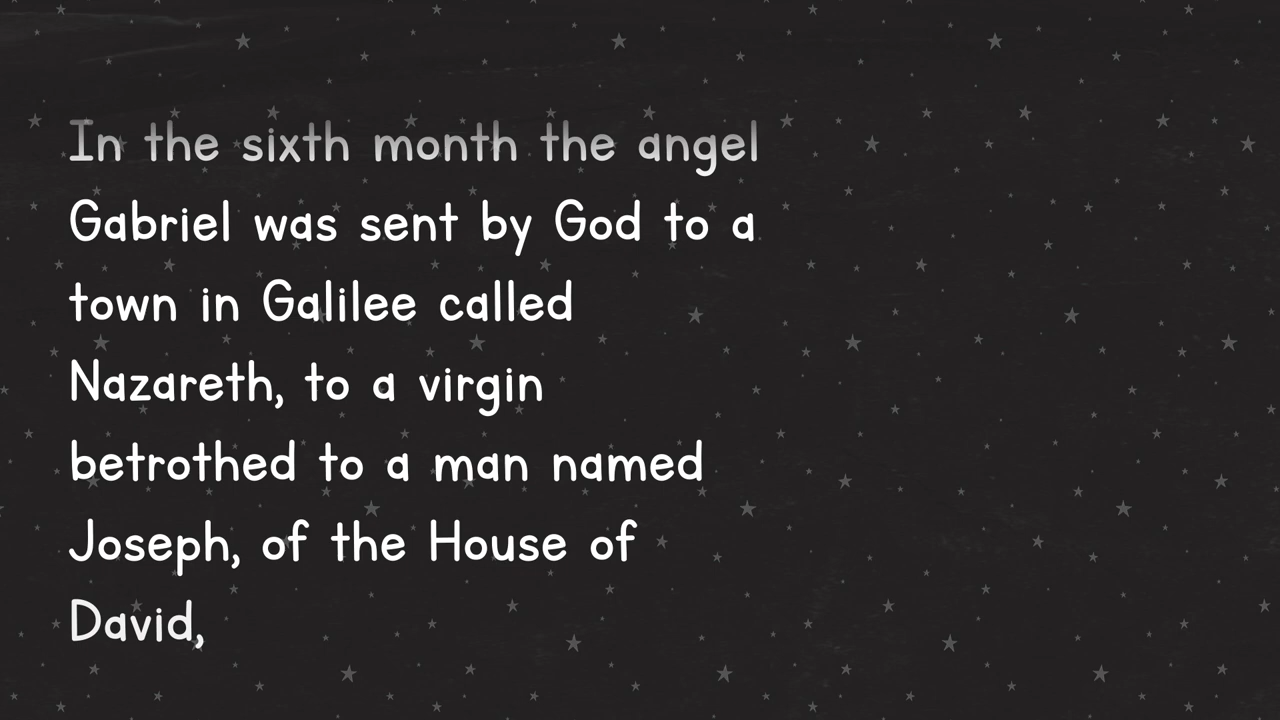 In the sixth month the angel
Gabriel was sent by God to a
town in Galilee called
Nazareth, to a virgin
betrothed to a man named
Joseph, of the House of
David,